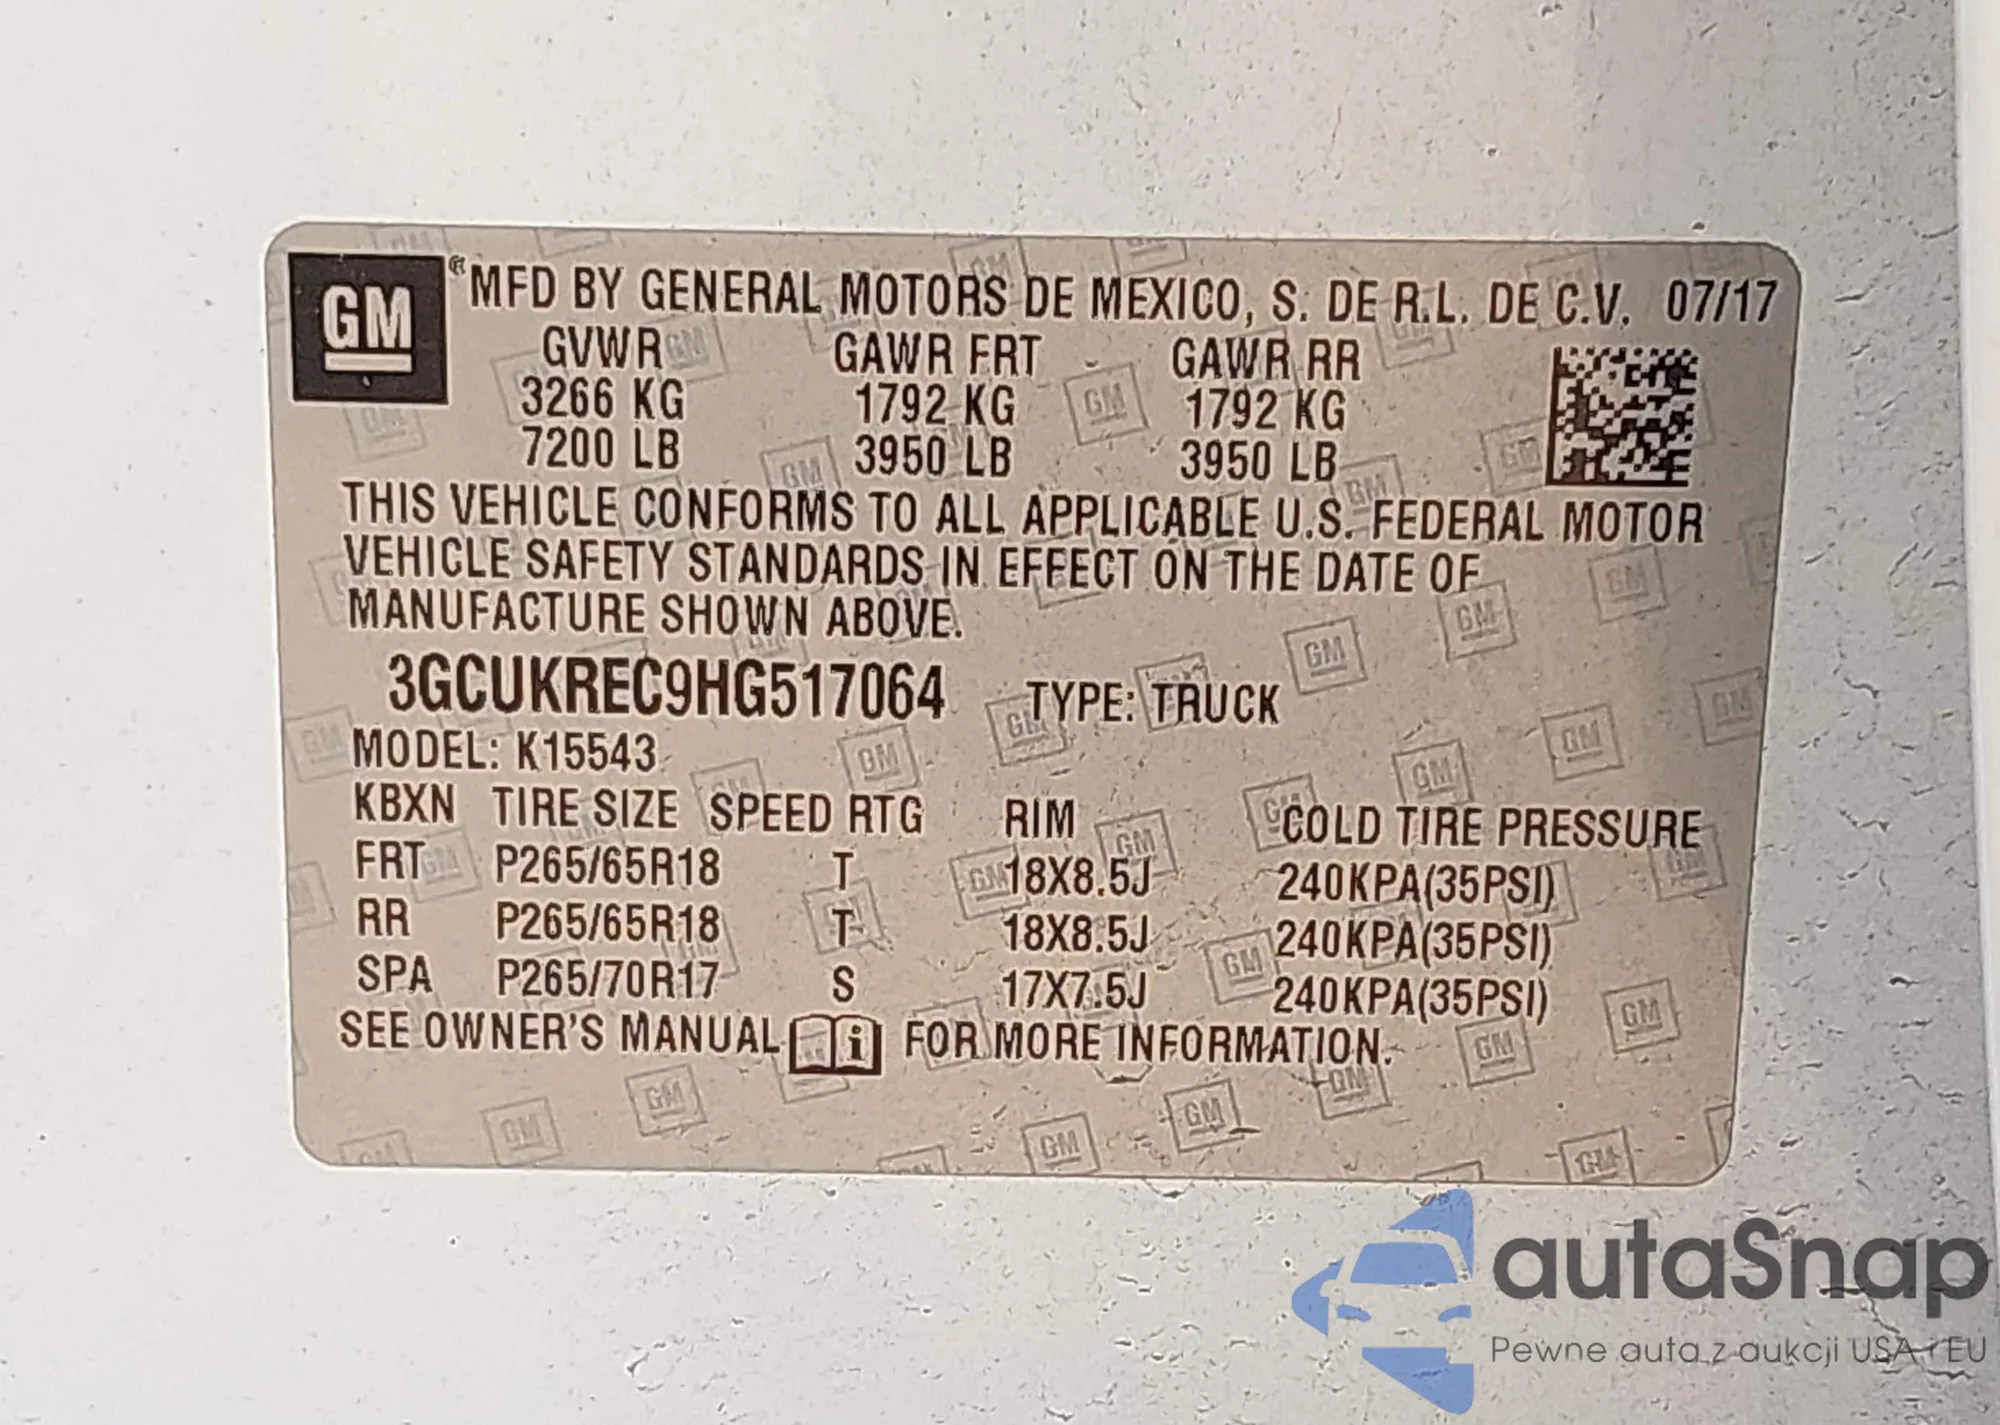 GM ® MFD BY GENERAL MOTORS DE MEXICO, S. DE R.L. DE C.V. 07/17
GVWR GAWR FRT GAWR RR
3266 KG 1792 KG 1792 KG
7200 LB 3950 LB 3950 LB
THIS VEHICLE CONFORMS TO ALL APPLICABLE U.S. FEDERAL MOTOR
VEHICLE SAFETY STANDARDS IN EFFECT ON THE DATE OF
MANUFACTURE SHOWN ABOVE.
3GCUKREC9HG517064 TYPE: TRUCK
MODEL: K15543
KBXN TIRE SIZE SPEED RTG RIM COLD TIRE PRESSURE
FRT P265/65R18 T 18X8.5J 240KPA(35PSI)
RR P265/65R18 T 18X8.5J 240KPA(35PSI)
SPA P265/70R17 S 17X7.5J 240KPA(35PSI)
SEE OWNER'S MANUAL i FOR MORE INFORMATION.
autaSnap
Pewne auta z aukcji USA i EU